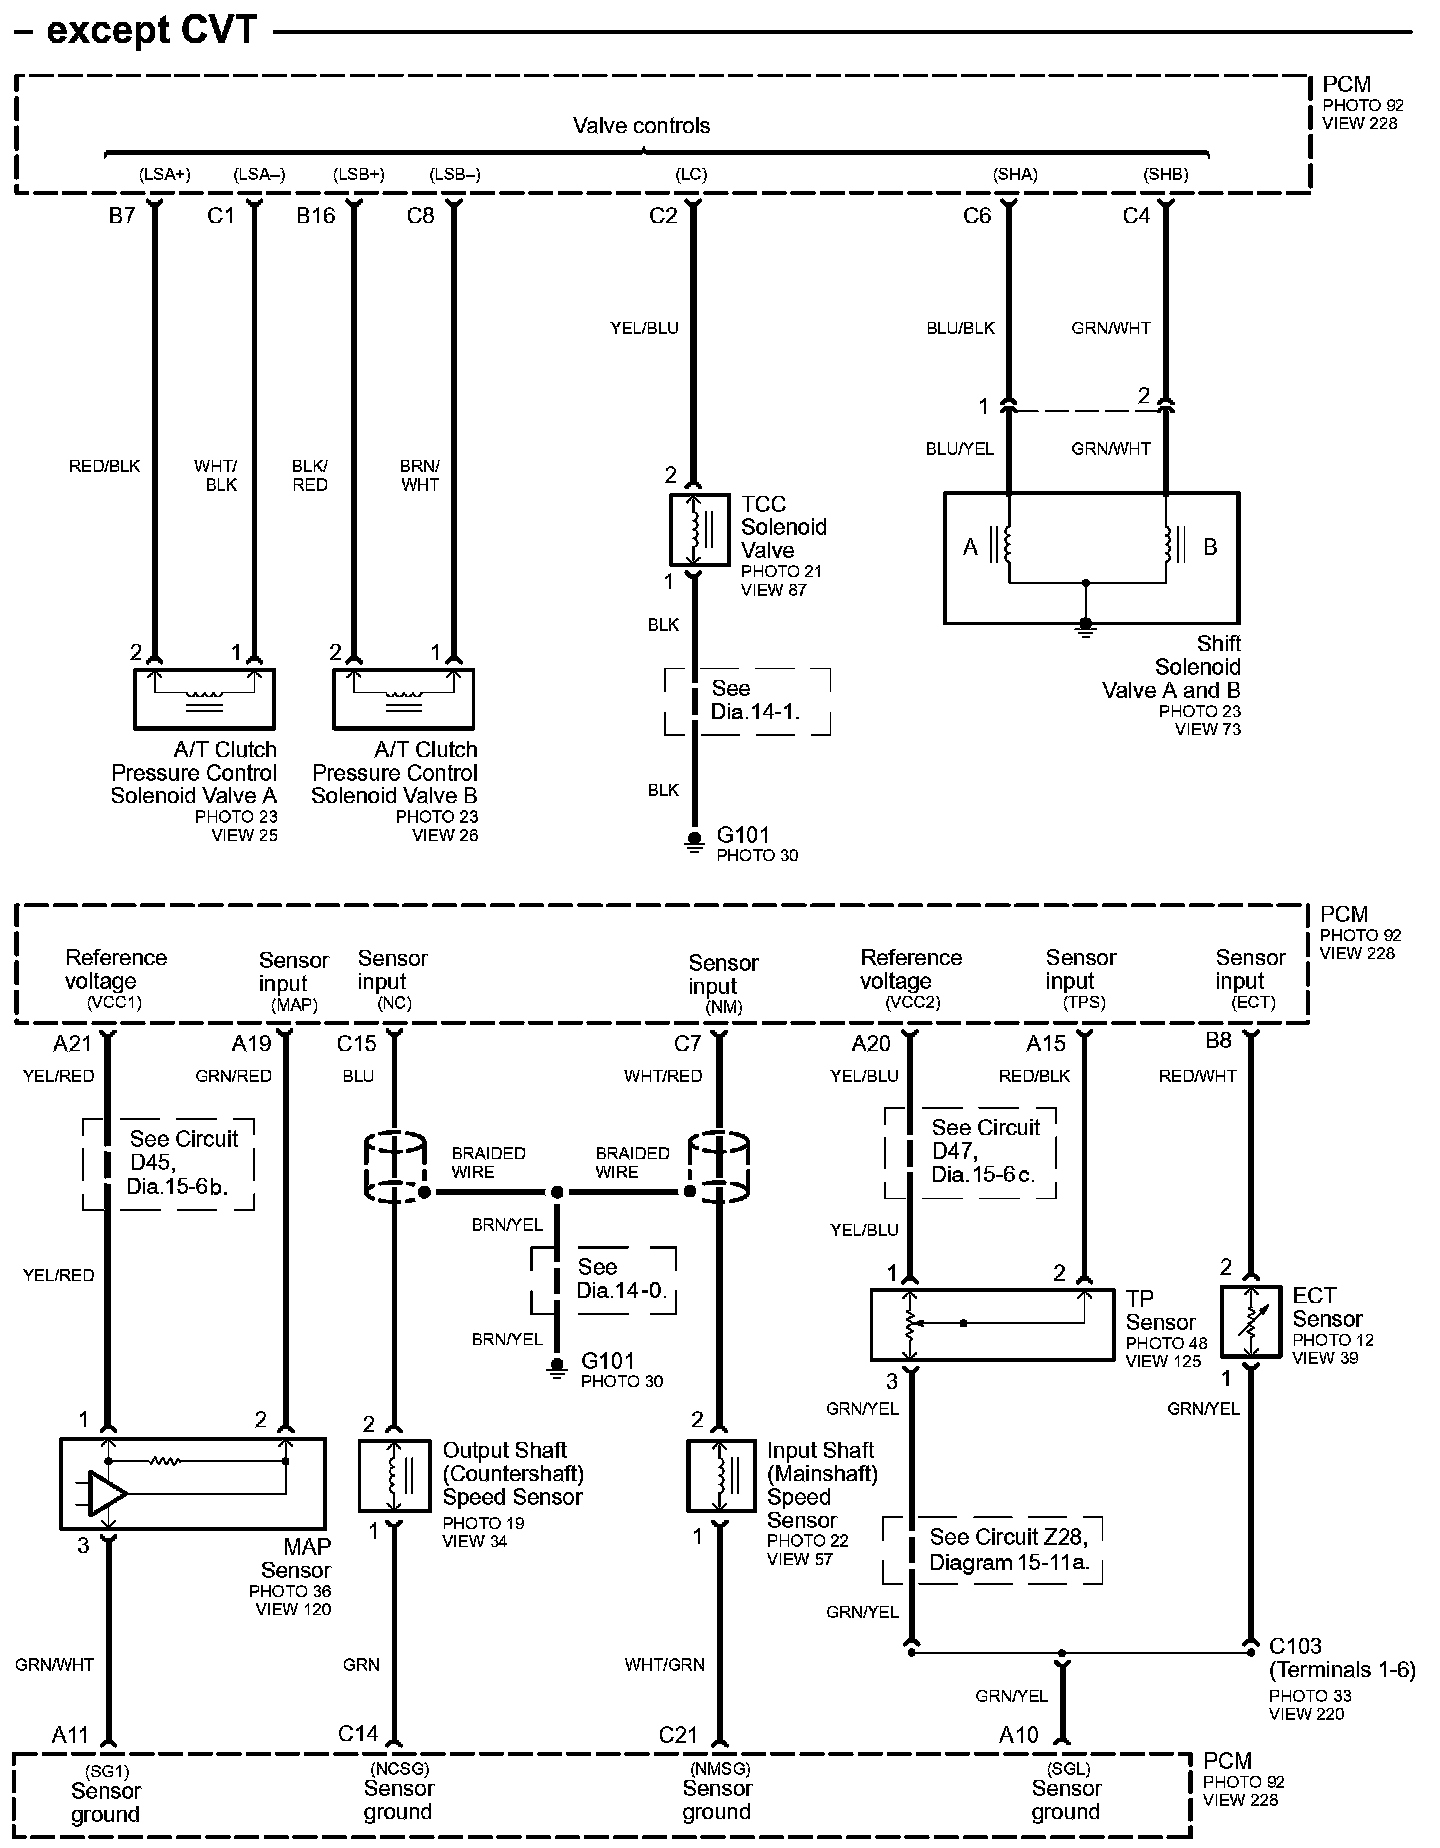 – except CVT
PCM
PHOTO 92
VIEW 228
Valve controls
(LSA+) (LSA–) (LSB+) (LSB–) (LC) (SHA) (SHB)
B7 C1 B16 C8 C2 C6 C4
YEL/BLU BLU/BLK GRN/WHT
1 2
BLU/YEL GRN/WHT
RED/BLK WHT/ BLK/ BRN/
BLK RED WHT
2
TCC
Solenoid
Valve
PHOTO 21
VIEW 87
1
A B
BLK
Shift
Solenoid
Valve A and B
PHOTO 23
VIEW 73
2 1 2 1
See
Dia.14-1.
A/T Clutch
Pressure Control
Solenoid Valve A
PHOTO 23
VIEW 25
A/T Clutch
Pressure Control
Solenoid Valve B
PHOTO 23
VIEW 26
BLK
G101
PHOTO 30
PCM
PHOTO 92
VIEW 228
Reference
voltage
(VCC1)
Sensor
input
(MAP)
Sensor
input
(NC)
Sensor
input
(NM)
Reference
voltage
(VCC2)
Sensor
input
(TPS)
Sensor
input
(ECT)
A21 A19 C15 C7 A20 A15 B8
YEL/RED GRN/RED BLU WHT/RED YEL/BLU RED/BLK RED/WHT
See Circuit
D45,
Dia.15-6b.
BRAIDED
WIRE
BRAIDED
WIRE
See Circuit
D47,
Dia.15-6c.
BRN/YEL YEL/BLU
YEL/RED
See
Dia.14-0.
1 2 2
BRN/YEL
G101
PHOTO 30
TP
Sensor
PHOTO 48
VIEW 125
ECT
Sensor
PHOTO 12
VIEW 39
3 1
GRN/YEL GRN/YEL
1 2 2 2
Output Shaft
(Countershaft)
Speed Sensor
PHOTO 19
VIEW 34
Input Shaft
(Mainshaft)
Speed
Sensor
PHOTO 22
VIEW 57
3 1 1
MAP
Sensor
PHOTO 36
VIEW 120
See Circuit Z28,
Diagram 15-11a.
GRN/YEL
C103
(Terminals 1-6)
PHOTO 33
VIEW 220
GRN/WHT GRN WHT/GRN GRN/YEL
A11 C14 C21 A10
(SG1)
Sensor
ground
(NCSG)
Sensor
ground
(NMSG)
Sensor
ground
(SGL)
Sensor
ground
PCM
PHOTO 92
VIEW 228